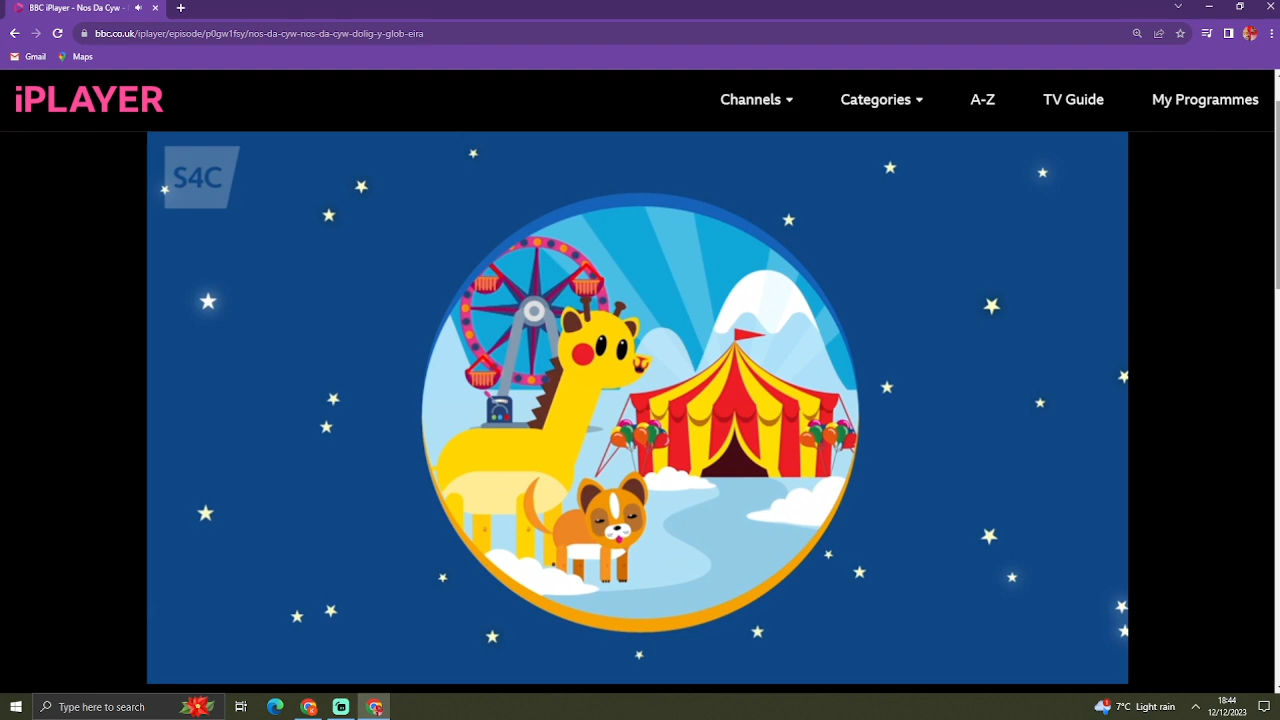 BBC iPlayer - Nos Da Cyw -
bbc.co.uk/iplayer/episode/p0gw1fsy/nos-da-cyw-nos-da-cyw-dolig-y-glob-eira
Gmail Maps
iPLAYER Channels Categories A-Z TV Guide My Programmes
S4C
Type here to search 7°C Light rain 18:44
12/12/2023